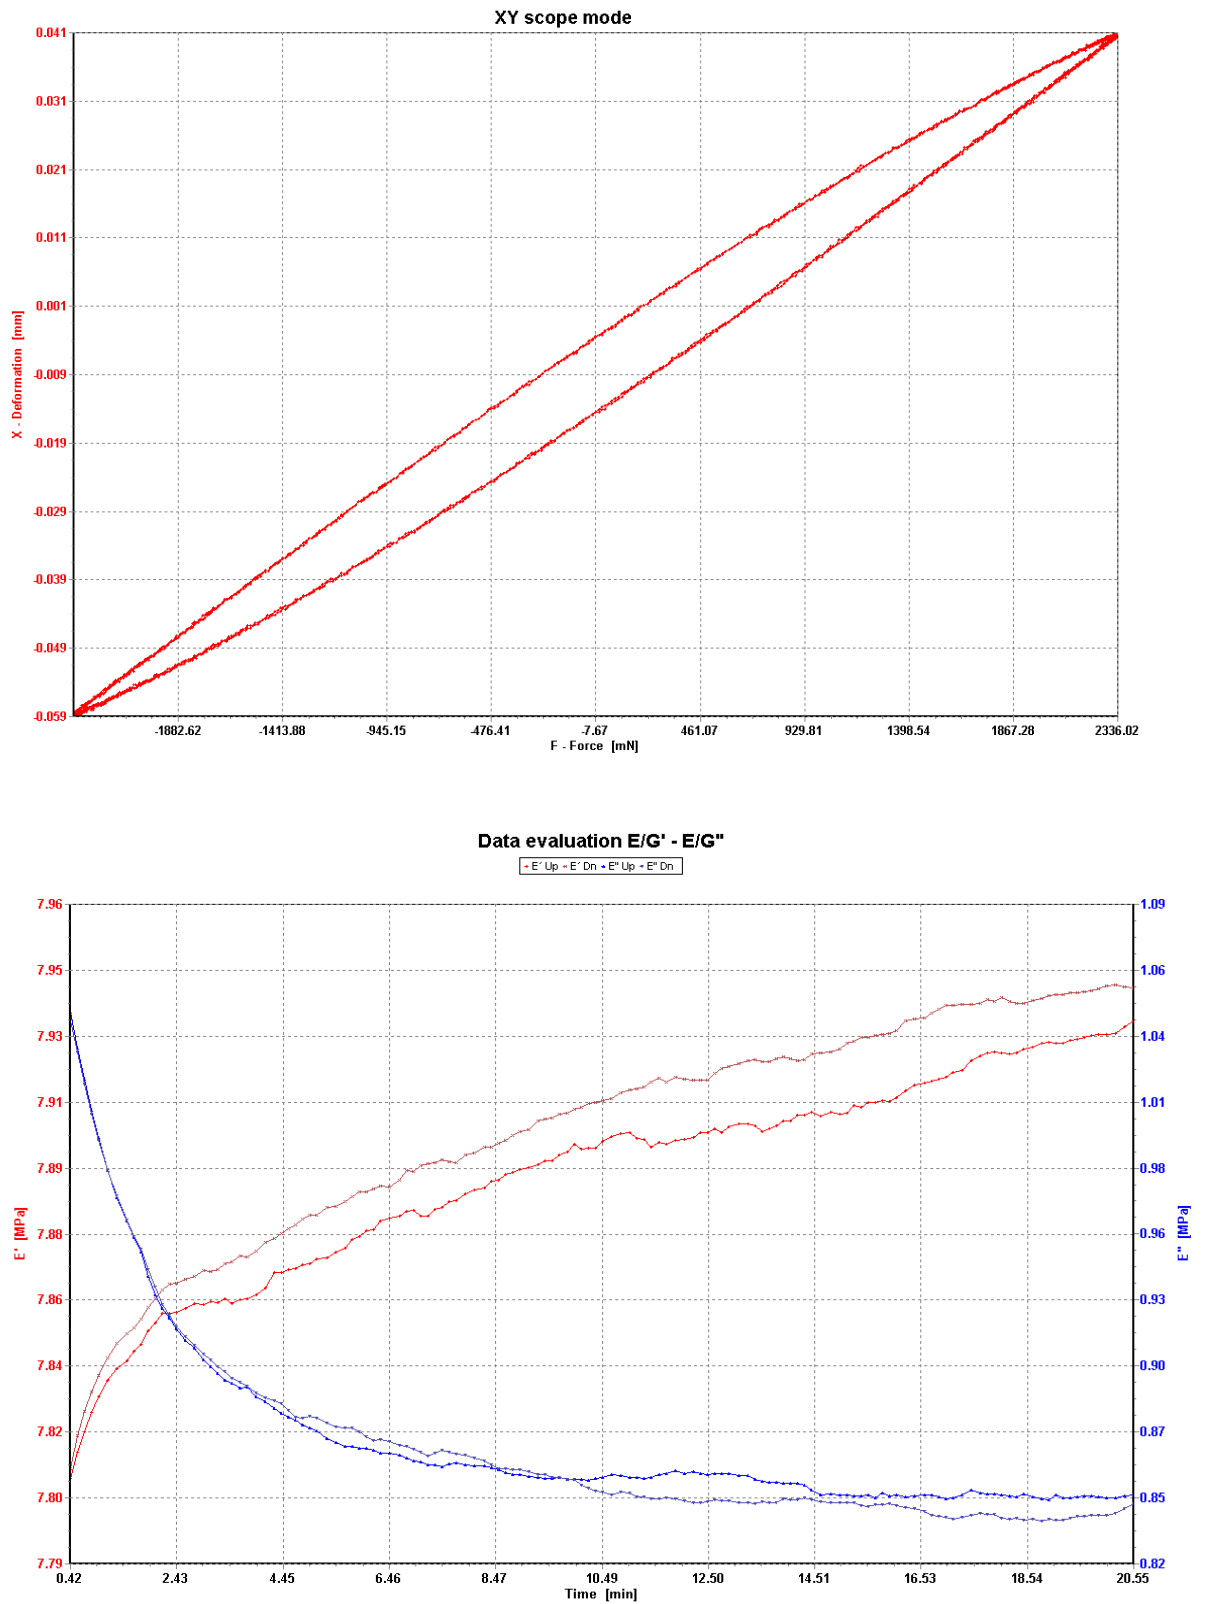 XY scope mode
0.041
0.031
0.021
0.011
0.001
-0.009
-0.019
-0.029
-0.039
-0.049
-0.059
X - Deformation [mm]
-1882.62 -1413.88 -945.15 -476.41 -7.67 461.07 929.81 1398.54 1867.28 2336.02
F - Force [mN]
Data evaluation E/G' - E/G"
E´ Up E´ Dn E" Up E" Dn
7.96 1.09
7.95 1.06
7.93 1.04
7.91 1.01
7.89 0.98
7.88 0.96
7.86 0.93
7.84 0.90
7.82 0.87
7.80 0.85
7.79 0.82
E' [MPa]
E" [MPa]
0.42 2.43 4.45 6.46 8.47 10.49 12.50 14.51 16.53 18.54 20.55
Time [min]